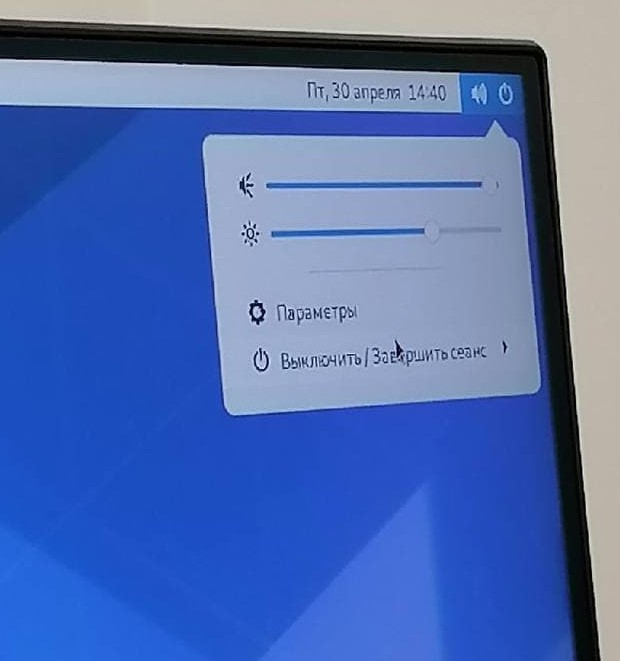 Пт, 30 апреля 14:40
Параметры
Выключить / Завершить сеанс